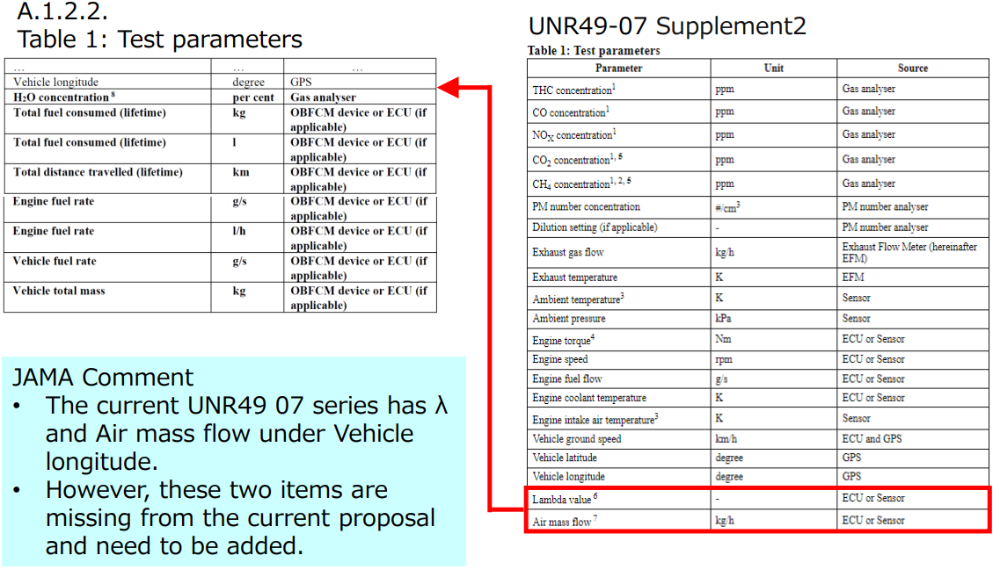 A.1.2.2.
Table 1: Test parameters
... ... ...
Vehicle longitude degree GPS
H₂O concentration ⁸ per cent Gas analyser
Total fuel consumed (lifetime) kg OBFCM device or ECU (if
applicable)
Total fuel consumed (lifetime) l OBFCM device or ECU (if
applicable)
Total distance travelled (lifetime) km OBFCM device or ECU (if
applicable)
Engine fuel rate g/s OBFCM device or ECU (if
applicable)
Engine fuel rate l/h OBFCM device or ECU (if
applicable)
Vehicle fuel rate g/s OBFCM device or ECU (if
applicable)
Vehicle total mass kg OBFCM device or ECU (if
applicable)
JAMA Comment
• The current UNR49 07 series has λ
and Air mass flow under Vehicle
longitude.
• However, these two items are
missing from the current proposal
and need to be added.
UNR49-07 Supplement2
Table 1: Test parameters
Parameter Unit Source
THC concentration¹ ppm Gas analyser
CO concentration¹ ppm Gas analyser
NOX concentration¹ ppm Gas analyser
CO₂ concentration¹, ⁵ ppm Gas analyser
CH₄ concentration¹, ², ⁵ ppm Gas analyser
PM number concentration #/cm³ PM number analyser
Dilution setting (if applicable) - PM number analyser
Exhaust gas flow kg/h Exhaust Flow Meter (hereinafter
EFM)
Exhaust temperature K EFM
Ambient temperature³ K Sensor
Ambient pressure kPa Sensor
Engine torque⁴ Nm ECU or Sensor
Engine speed rpm ECU or Sensor
Engine fuel flow g/s ECU or Sensor
Engine coolant temperature K ECU or Sensor
Engine intake air temperature³ K Sensor
Vehicle ground speed km/h ECU and GPS
Vehicle latitude degree GPS
Vehicle longitude degree GPS
Lambda value ⁶ - ECU or Sensor
Air mass flow ⁷ kg/h ECU or Sensor